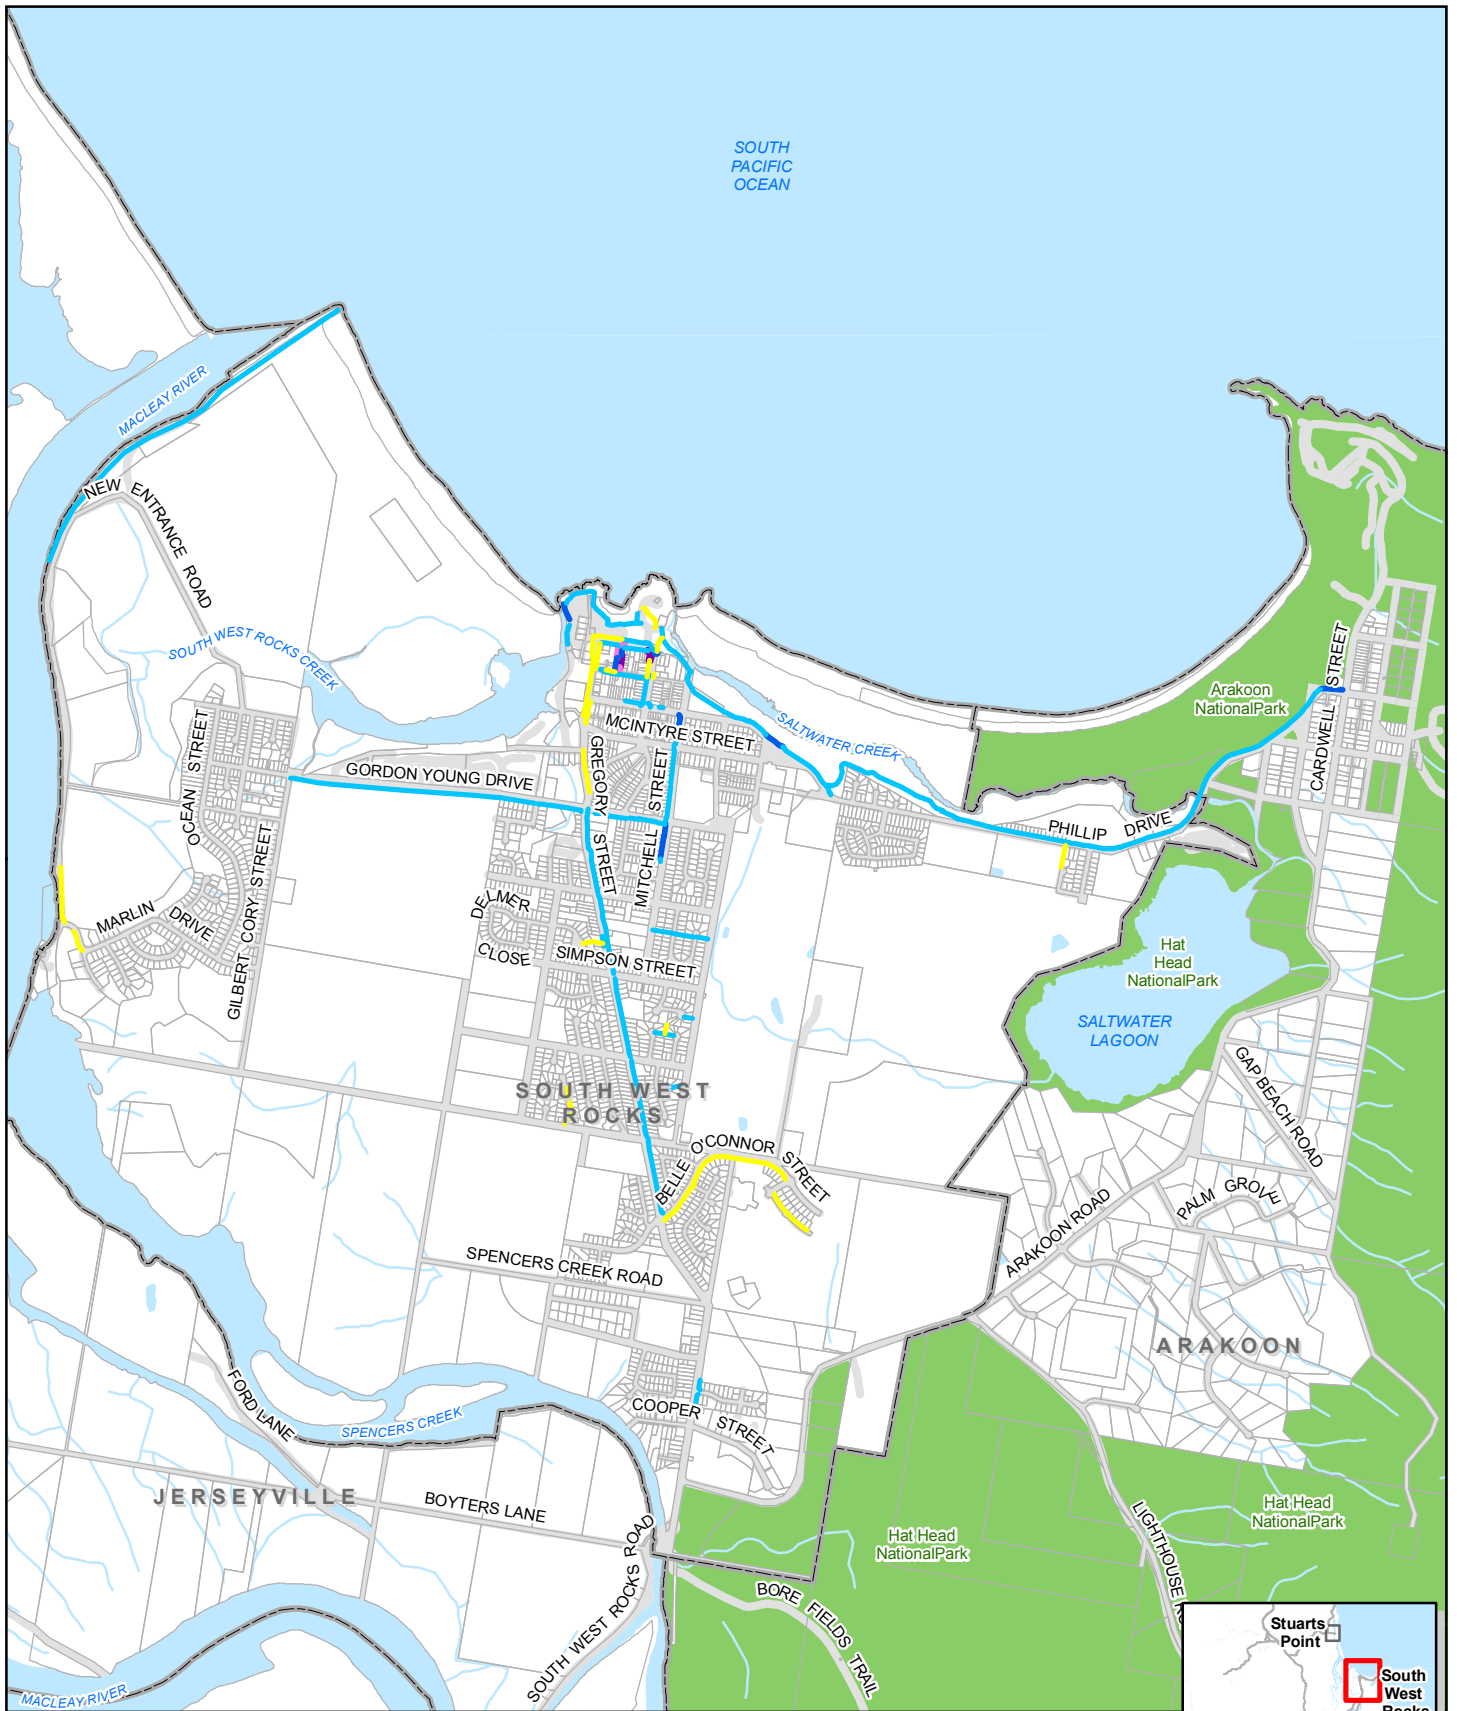 SOUTH
PACIFIC
OCEAN
MACLEAY RIVER
NEW ENTRANCE ROAD
SOUTH WEST ROCKS CREEK
Arakoon
NationalPark
CARDWELL STREET
MCINTYRE STREET
SALTWATER CREEK
OCEAN STREET
GORDON YOUNG DRIVE
GREGORY STREET
MITCHELL STREET
PHILLIP DRIVE
GILBERT CORY STREET
MARLIN DRIVE
DELMER CLOSE
SIMPSON STREET
Hat
Head
NationalPark
SALTWATER
LAGOON
GAP BEACH ROAD
SOUTH WEST
ROCKS
BELLE O'CONNOR STREET
PALM GROVE
ARAKOON ROAD
SPENCERS CREEK ROAD
ARAKOON
FORD LANE
SPENCERS CREEK
COOPER STREET
JERSEYVILLE
BOYTERS LANE
Hat Head
NationalPark
Hat Head
NationalPark
LIGHTHOUSE
SOUTH WEST ROCKS ROAD
BORE FIELDS TRAIL
MACLEAY RIVER
Stuarts
Point
South
West
Rocks